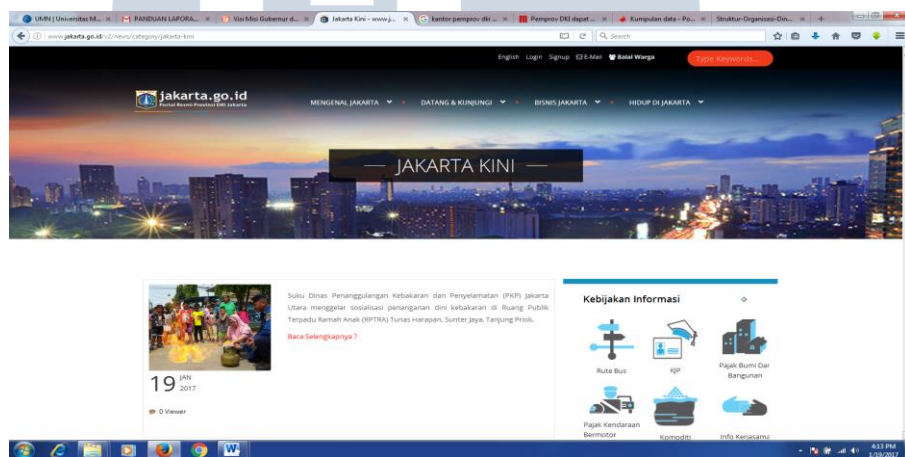 UMN | Universitas M...
PANDUAN LAPORA...
Visi Misi Gubernur d...
Jakarta Kini - www.j...
kantor pemprov dki ...
Pemprov DKI dapat ...
Kumpulan data - Po...
Struktur-Organisasi-Din...
www.jakarta.go.id/v2/news/category/jakarta-kini
Search
English Login Signup E-Mail Balai Warga
Type Keywords...
jakarta.go.id
Portal Resmi Provinsi DKI Jakarta
MENGENAL JAKARTA
DATANG & KUNJUNGI
BISNIS JAKARTA
HIDUP DI JAKARTA
JAKARTA KINI
Suku Dinas Penanggulangan Kebakaran dan Penyelamatan (PKP) Jakarta
Utara menggelar sosialisasi penanganan dini kebakaran di Ruang Publik
Terpadu Ramah Anak (RPTRA) Tunas Harapan, Sunter Jaya, Tanjung Priok.
Baca Selengkapnya ?
19 JAN
2017
0 Viewer
Kebijakan Informasi
Rute Bus
KJP
Pajak Bumi Dan
Bangunan
Pajak Kendaraan
Bermotor
Komoditi
Info Kerjasama
4:13 PM
1/19/2017